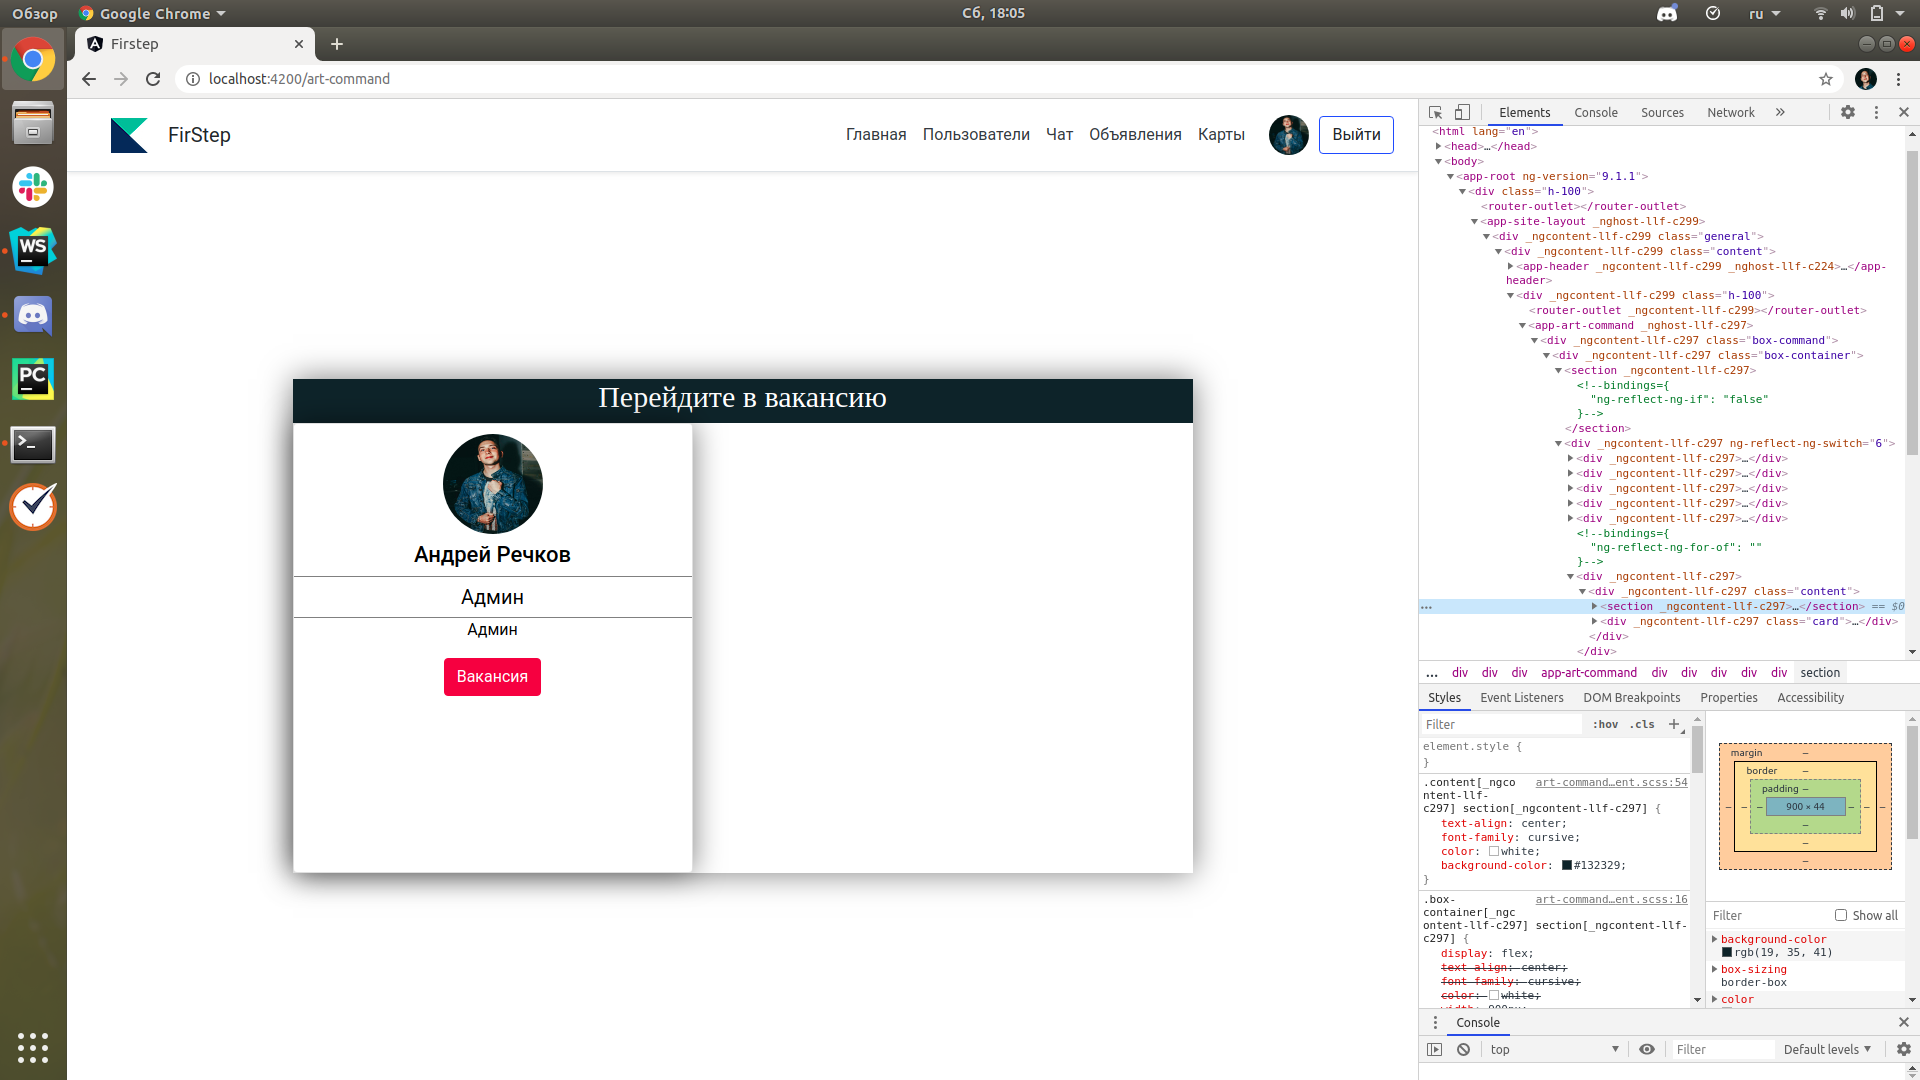 Обзор
Google Chrome
Сб, 18:05
ru
Firstep
localhost:4200/art-command
FirStep
Главная
Пользователи
Чат
Объявления
Карты
Выйти
Перейдите в вакансию
Андрей Речков
Админ
Админ
Вакансия
WS
PC
Elements
Console
Sources
Network
<html lang="en">
<head>…</head>
<body>
<app-root ng-version="9.1.1">
<div class="h-100">
<router-outlet></router-outlet>
<app-site-layout _nghost-llf-c299>
<div _ngcontent-llf-c299 class="general">
<div _ngcontent-llf-c299 class="content">
<app-header _ngcontent-llf-c299 _nghost-llf-c224>…</app-
header>
<div _ngcontent-llf-c299 class="h-100">
<router-outlet _ngcontent-llf-c299></router-outlet>
<app-art-command _nghost-llf-c297>
<div _ngcontent-llf-c297 class="box-command">
<div _ngcontent-llf-c297 class="box-container">
<section _ngcontent-llf-c297>
<!--bindings={
"ng-reflect-ng-if": "false"
}-->
</section>
<div _ngcontent-llf-c297 ng-reflect-ng-switch="6">
<div _ngcontent-llf-c297>…</div>
<div _ngcontent-llf-c297>…</div>
<div _ngcontent-llf-c297>…</div>
<div _ngcontent-llf-c297>…</div>
<div _ngcontent-llf-c297>…</div>
<!--bindings={
"ng-reflect-ng-for-of": ""
}-->
<div _ngcontent-llf-c297>
<div _ngcontent-llf-c297 class="content">
<section _ngcontent-llf-c297>…</section> == $0
<div _ngcontent-llf-c297 class="card">…</div>
</div>
</div>
… div div div app-art-command div div div div div section
Styles
Event Listeners
DOM Breakpoints
Properties
Accessibility
Filter
:hov .cls +
element.style {
}
.content[_ngco art-command…ent.scss:54
ntent-llf-
c297] section[_ngcontent-llf-c297] {
text-align: center;
font-family: cursive;
color: white;
background-color: #132329;
}
.box- art-command…ent.scss:16
container[_ngc
ontent-llf-c297] section[_ngcontent-llf-
c297] {
display: flex;
text-align: center;
font-family: cursive;
color: white;
margin –
border –
padding –
– – – 900 × 44 – – –
–
–
–
Filter
Show all
background-color
rgb(19, 35, 41)
box-sizing
border-box
color
Console
top
Filter
Default levels